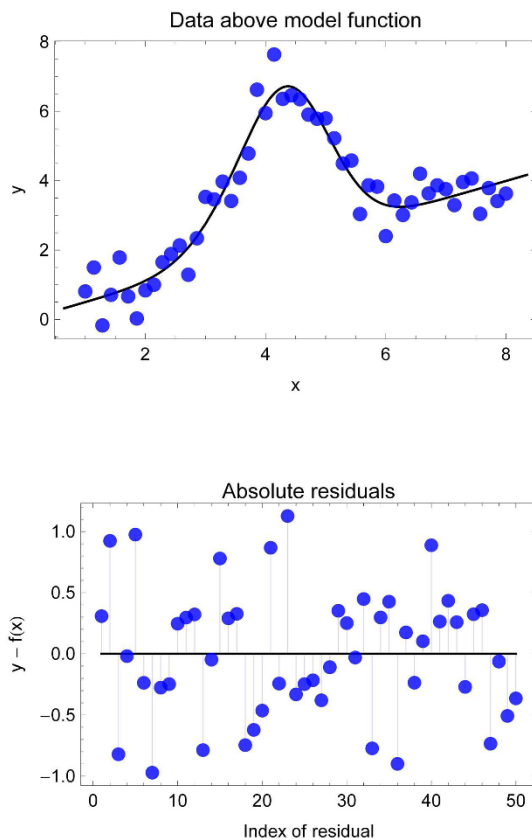 Data above model function
8
6
4
2
0
y
2 4 6 8
x
Absolute residuals
1.0
0.5
0.0
−0.5
−1.0
y − f(x)
0 10 20 30 40 50
Index of residual